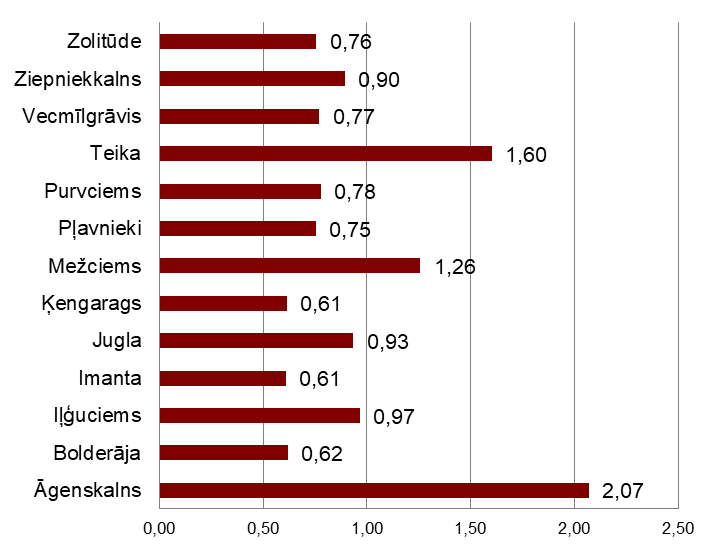 Zolitūde 0,76
Ziepniekkalns 0,90
Vecmīlgrāvis 0,77
Teika 1,60
Purvciems 0,78
Pļavnieki 0,75
Mežciems 1,26
Ķengarags 0,61
Jugla 0,93
Imanta 0,61
Iļģuciems 0,97
Bolderāja 0,62
Āgenskalns 2,07
0,00 0,50 1,00 1,50 2,00 2,50